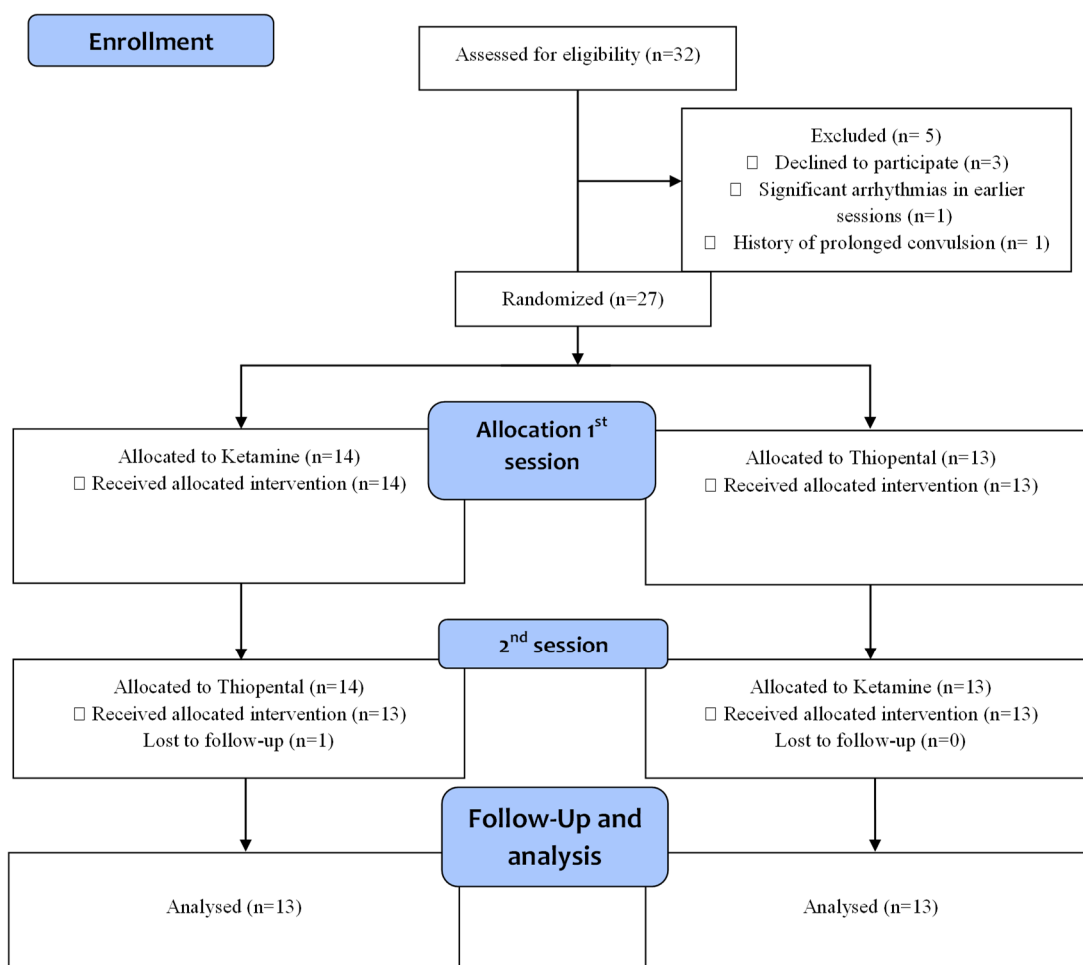 Enrollment
Assessed for eligibility (n=32)
Excluded (n= 5)
□ Declined to participate (n=3)
□ Significant arrhythmias in earlier
sessions (n=1)
□ History of prolonged convulsion (n= 1)
Randomized (n=27)
Allocation 1st
session
Allocated to Ketamine (n=14)
□ Received allocated intervention (n=14)
Allocated to Thiopental (n=13)
□ Received allocated intervention (n=13)
2nd session
Allocated to Thiopental (n=14)
□ Received allocated intervention (n=13)
Lost to follow-up (n=1)
Allocated to Ketamine (n=13)
□ Received allocated intervention (n=13)
Lost to follow-up (n=0)
Follow-Up and
analysis
Analysed (n=13)
Analysed (n=13)